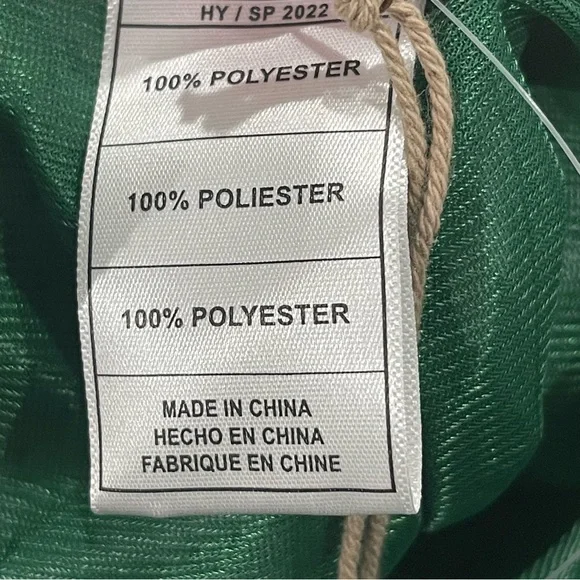 HY / SP 2022
100% POLYESTER
100% POLIESTER
100% POLYESTER
MADE IN CHINA
HECHO EN CHINA
FABRIQUE EN CHINE